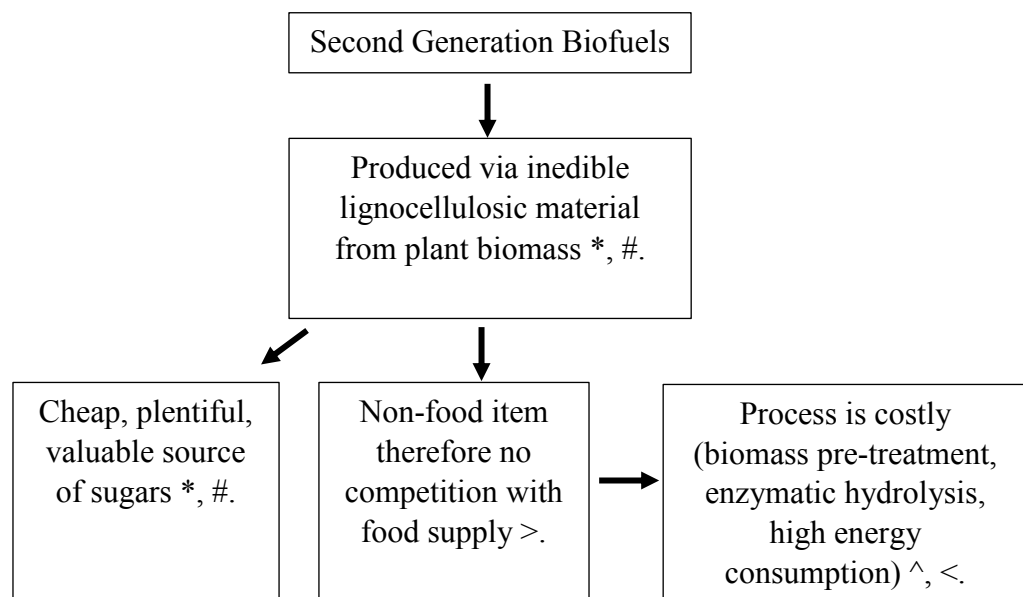 Second Generation Biofuels
Produced via inedible
lignocellulosic material
from plant biomass *, #.
Cheap, plentiful,
valuable source
of sugars *, #.
Non-food item
therefore no
competition with
food supply >.
Process is costly
(biomass pre-treatment,
enzymatic hydrolysis,
high energy
consumption) ^, <.